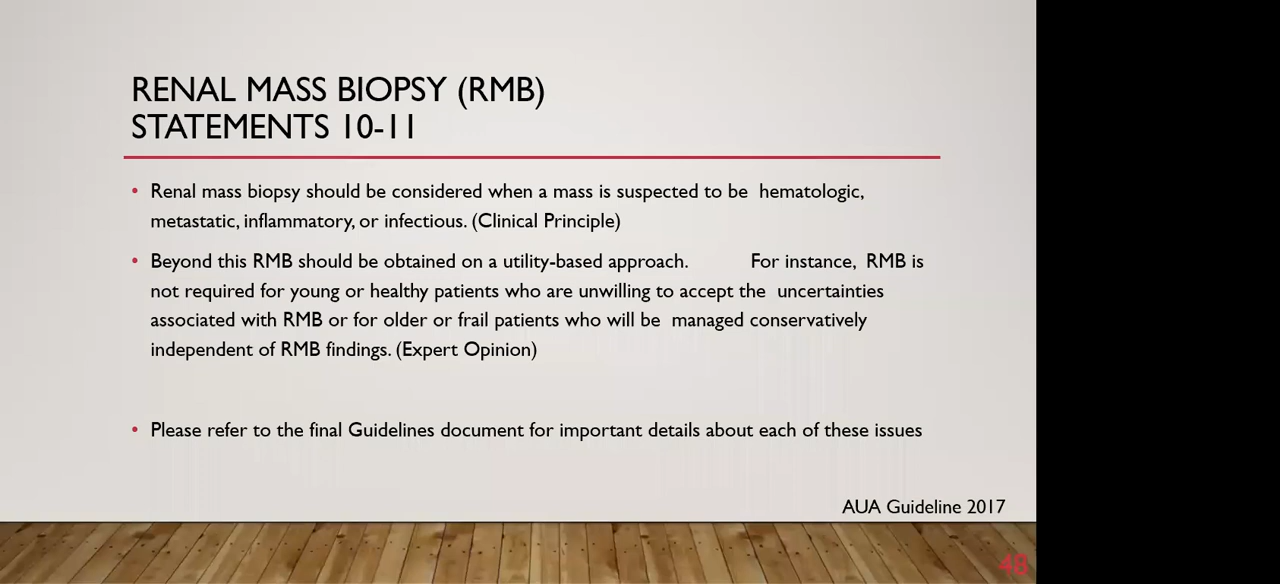 RENAL MASS BIOPSY (RMB)
STATEMENTS 10-11
• Renal mass biopsy should be considered when a mass is suspected to be hematologic,
metastatic, inflammatory, or infectious. (Clinical Principle)
• Beyond this RMB should be obtained on a utility-based approach. For instance, RMB is
not required for young or healthy patients who are unwilling to accept the uncertainties
associated with RMB or for older or frail patients who will be managed conservatively
independent of RMB findings. (Expert Opinion)
• Please refer to the final Guidelines document for important details about each of these issues
AUA Guideline 2017
48